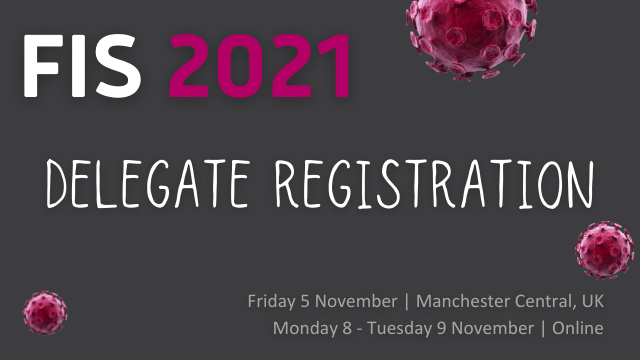 FIS 2021
DELEGATE REGISTRATION
Friday 5 November | Manchester Central, UK
Monday 8 - Tuesday 9 November | Online